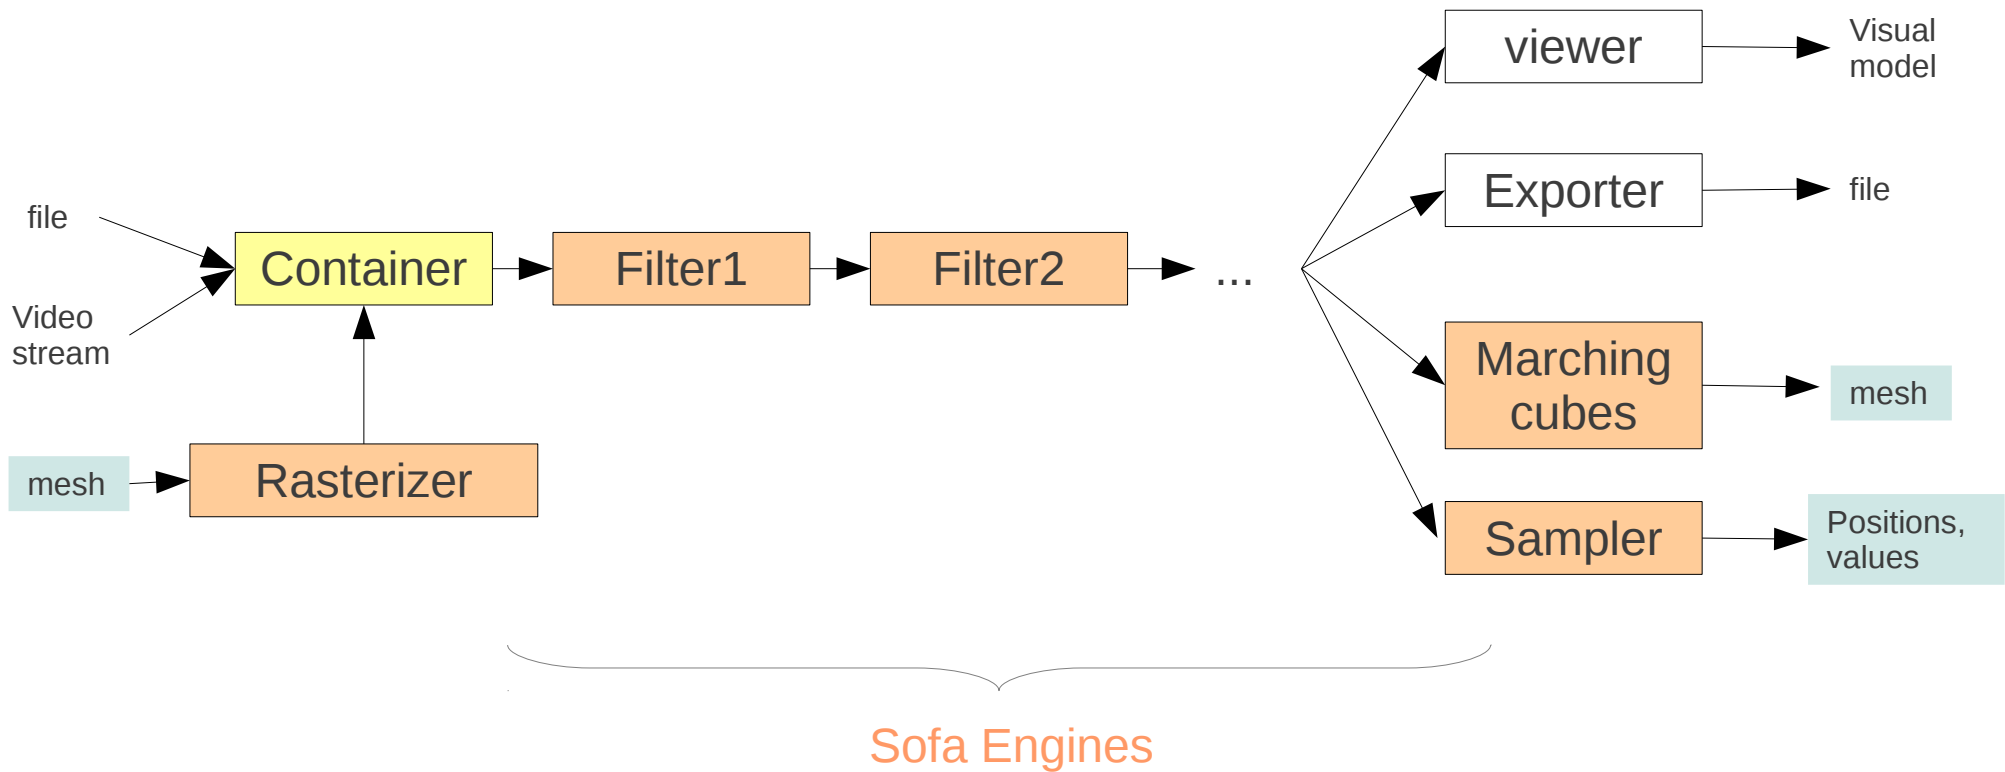 viewer
Visual
model
Exporter
file
file
Container
Filter1
Filter2
...
Video
stream
Marching
cubes
mesh
mesh
Rasterizer
Sampler
Positions,
values
Sofa Engines